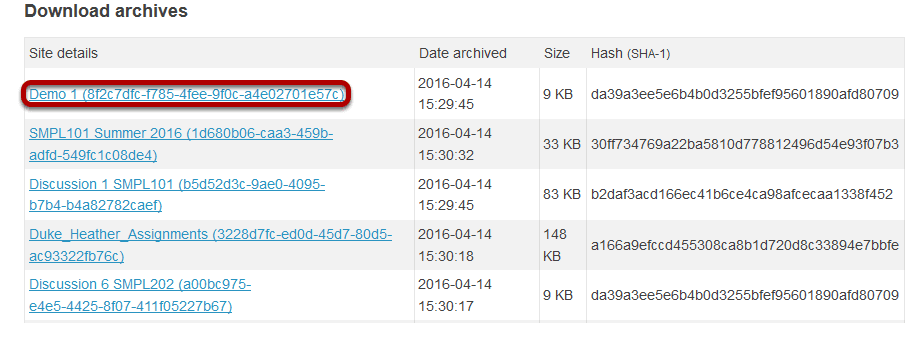 Download archives
Site details Date archived Size Hash (SHA-1)
Demo 1 (8f2c7dfc-f785-4fee-9f0c-a4e02701e57c) 2016-04-14 15:29:45 9 KB da39a3ee5e6b4b0d3255bfef95601890afd80709
SMPL101 Summer 2016 (1d680b06-caa3-459b-adfd-549fc1c08de4) 2016-04-14 15:30:32 33 KB 30ff734769a22ba5810d778812496d54e93f07b3
Discussion 1 SMPL101 (b5d52d3c-9ae0-4095-b7b4-b4a82782caef) 2016-04-14 15:29:45 83 KB b2daf3acd166ec41b6ce4ca98afcecaa1338f452
Duke_Heather_Assignments (3228d7fc-ed0d-45d7-80d5-ac93322fb76c) 2016-04-14 15:30:18 148 KB a166a9efccd455308ca8b1d720d8c33894e7bbfe
Discussion 6 SMPL202 (a00bc975-e4e5-4425-8f07-411f05227b67) 2016-04-14 15:30:17 9 KB da39a3ee5e6b4b0d3255bfef95601890afd80709